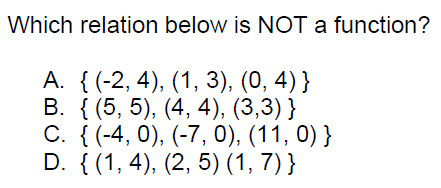 Which relation below is NOT a function?
A. { (-2, 4), (1, 3), (0, 4) }
B. { (5, 5), (4, 4), (3,3) }
C. { (-4, 0), (-7, 0), (11, 0) }
D. { (1, 4), (2, 5) (1, 7) }